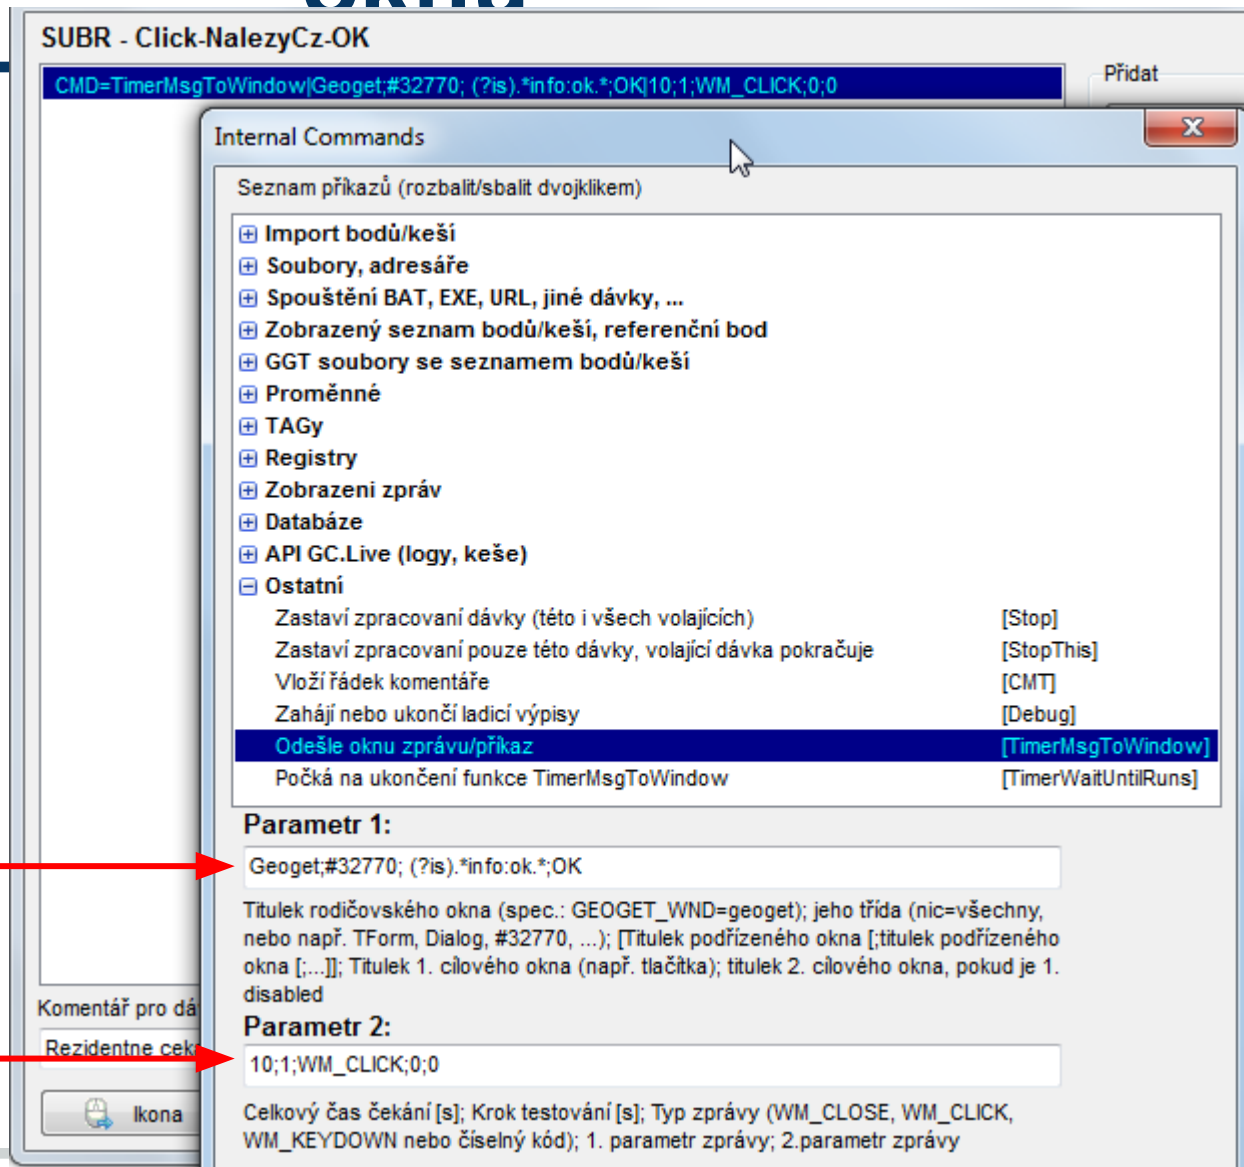 SUBR - Click-NalezyCz-OK
CMD=TimerMsgToWindow|Geoget;#32770; (?is).*info:ok.*;OK|10;1;WM_CLICK;0;0
Přidat
Internal Commands
Seznam příkazů (rozbalit/sbalit dvojklikem)
Import bodů/keší
Soubory, adresáře
Spouštění BAT, EXE, URL, jiné dávky, ...
Zobrazený seznam bodů/keší, referenční bod
GGT soubory se seznamem bodů/keší
Proměnné
TAGy
Registry
Zobrazeni zpráv
Databáze
API GC.Live (logy, keše)
Ostatní
Zastaví zpracovaní dávky (této i všech volajících) [Stop]
Zastaví zpracovaní pouze této dávky, volající dávka pokračuje [StopThis]
Vloží řádek komentáře [CMT]
Zahájí nebo ukončí ladicí výpisy [Debug]
Odešle oknu zprávu/příkaz [TimerMsgToWindow]
Počká na ukončení funkce TimerMsgToWindow [TimerWaitUntilRuns]
Parametr 1:
Geoget;#32770; (?is).*info:ok.*;OK
Titulek rodičovského okna (spec.: GEOGET_WND=geoget); jeho třída (nic=všechny,
nebo např. TForm, Dialog, #32770, ...); [Titulek podřízeného okna [;titulek podřízeného
okna [;...]]; Titulek 1. cílového okna (např. tlačítka); titulek 2. cílového okna, pokud je 1.
disabled
Komentář pro dá
Parametr 2:
Rezidentne cek
10;1;WM_CLICK;0;0
Ikona
Celkový čas čekání [s]; Krok testování [s]; Typ zprávy (WM_CLOSE, WM_CLICK,
WM_KEYDOWN nebo číselný kód); 1. parametr zprávy; 2.parametr zprávy